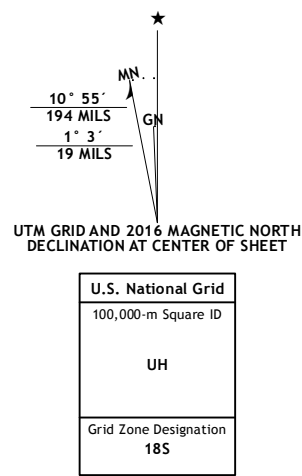 ★
MN
GN
10° 55´
194 MILS
1° 3´
19 MILS
UTM GRID AND 2016 MAGNETIC NORTH
DECLINATION AT CENTER OF SHEET
U.S. National Grid
100,000-m Square ID
UH
Grid Zone Designation
18S